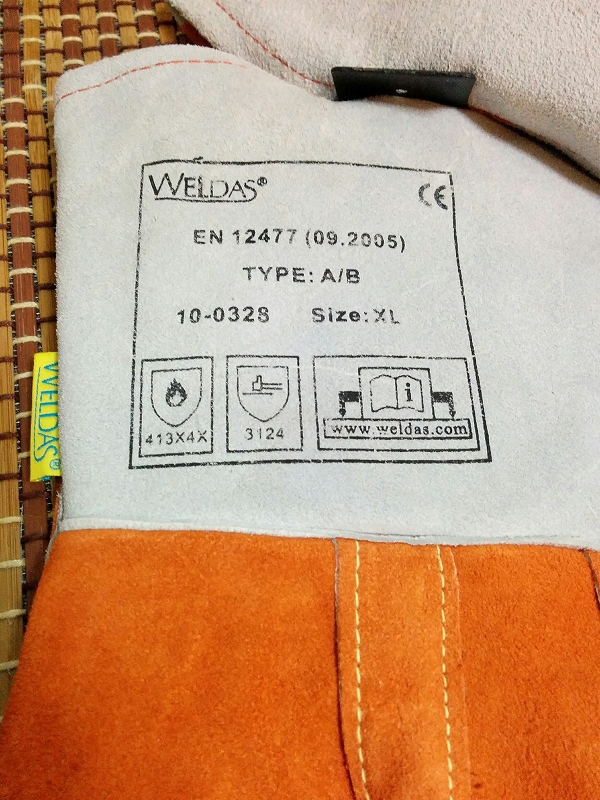 WELDAS®
CE
EN 12477 (09.2005)
TYPE: A/B
10-0328 Size: XL
413X4X
3124
i
www.weldas.com
WELDAS®